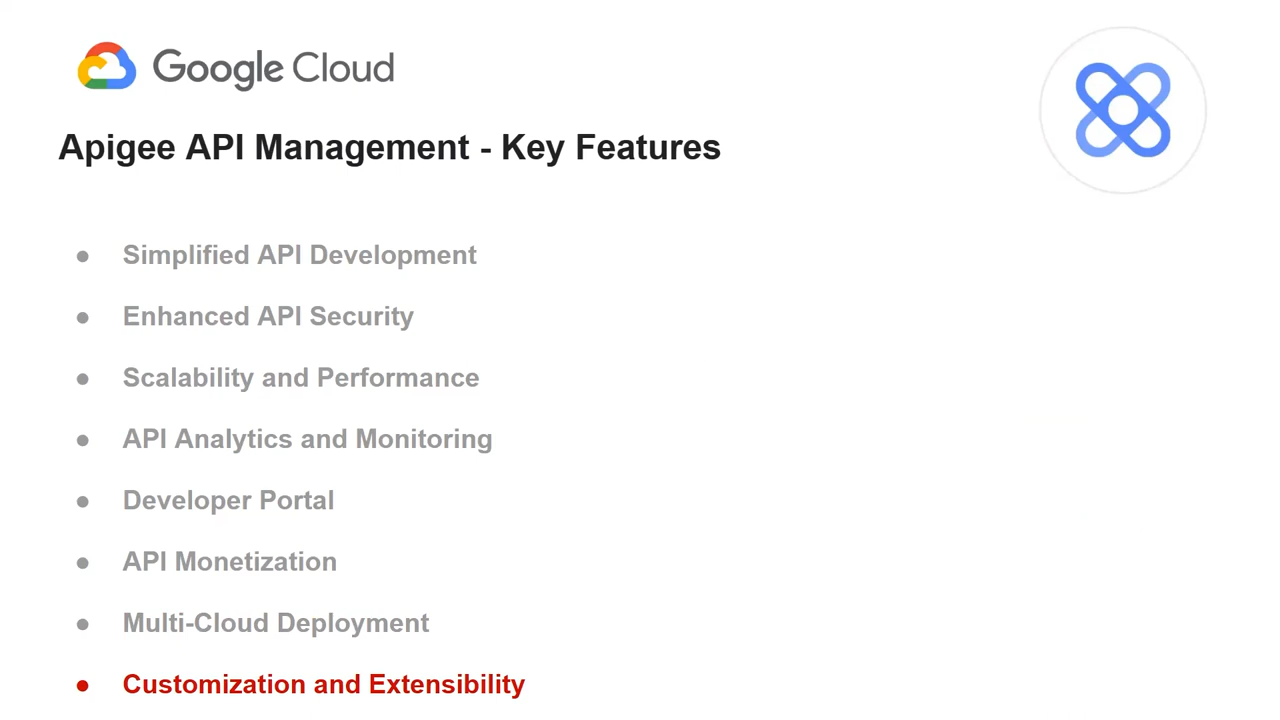 Google Cloud
Apigee API Management - Key Features
● Simplified API Development
● Enhanced API Security
● Scalability and Performance
● API Analytics and Monitoring
● Developer Portal
● API Monetization
● Multi-Cloud Deployment
● Customization and Extensibility